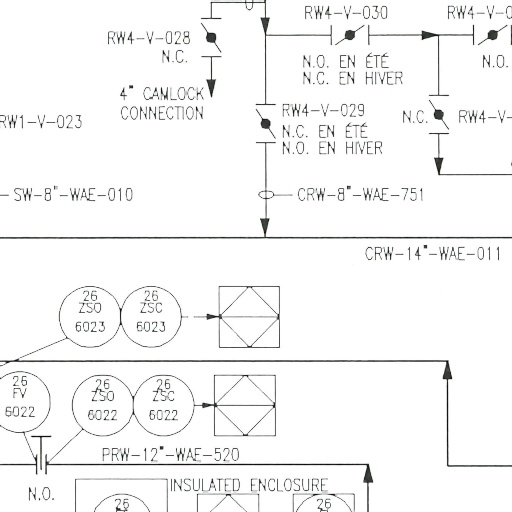 RW4-V-030
RW4-V-028
N.C.
N.O. EN ÉTÉ
N.C. EN HIVER
N.O.
4" CAMLOCK
CONNECTION
RW4-V-029
N.C. EN ÉTÉ
N.O. EN HIVER
N.C.
RW4-V-
RW1-V-023
SW-8"-WAE-010
CRW-8"-WAE-751
CRW-14"-WAE-011
26
ZSO
6023
26
ZSC
6023
26
FV
6022
26
ZSO
6022
26
ZSC
6022
PRW-12"-WAE-520
N.O.
INSULATED ENCLOSURE
26
26